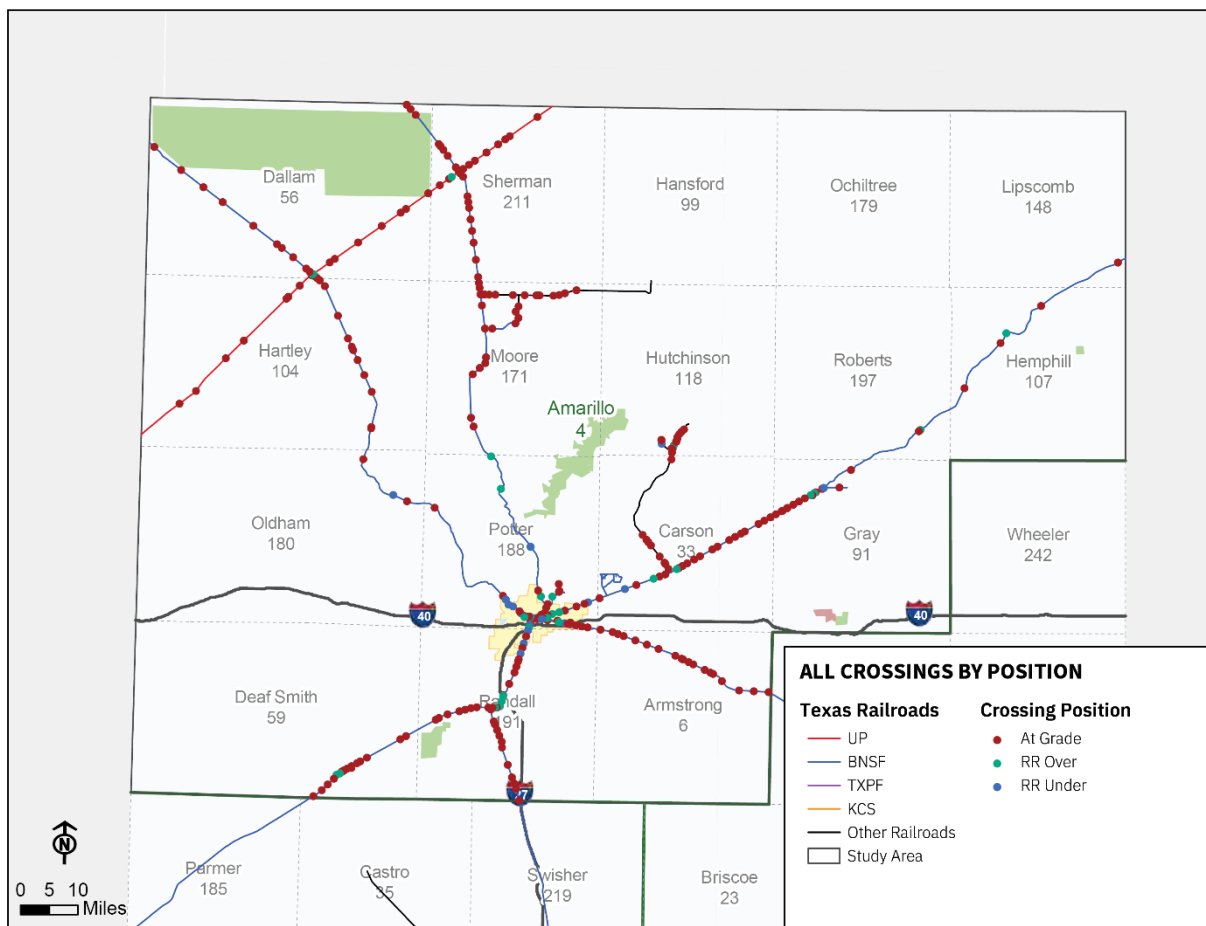 Dallam
56
Sherman
211
Hansford
99
Ochiltree
179
Lipscomb
148
Hartley
104
Moore
171
Hutchinson
118
Roberts
197
Hemphill
107
Amarillo
4
Oldham
180
Potter
188
Carson
33
Gray
91
Wheeler
242
40
40
Deaf Smith
59
Randall
191
Armstrong
6
27
Parmer
185
Castro
35
Swisher
219
Briscoe
23
N
0 5 10
Miles
ALL CROSSINGS BY POSITION
Texas Railroads
UP
BNSF
TXPF
KCS
Other Railroads
Study Area
Crossing Position
At Grade
RR Over
RR Under